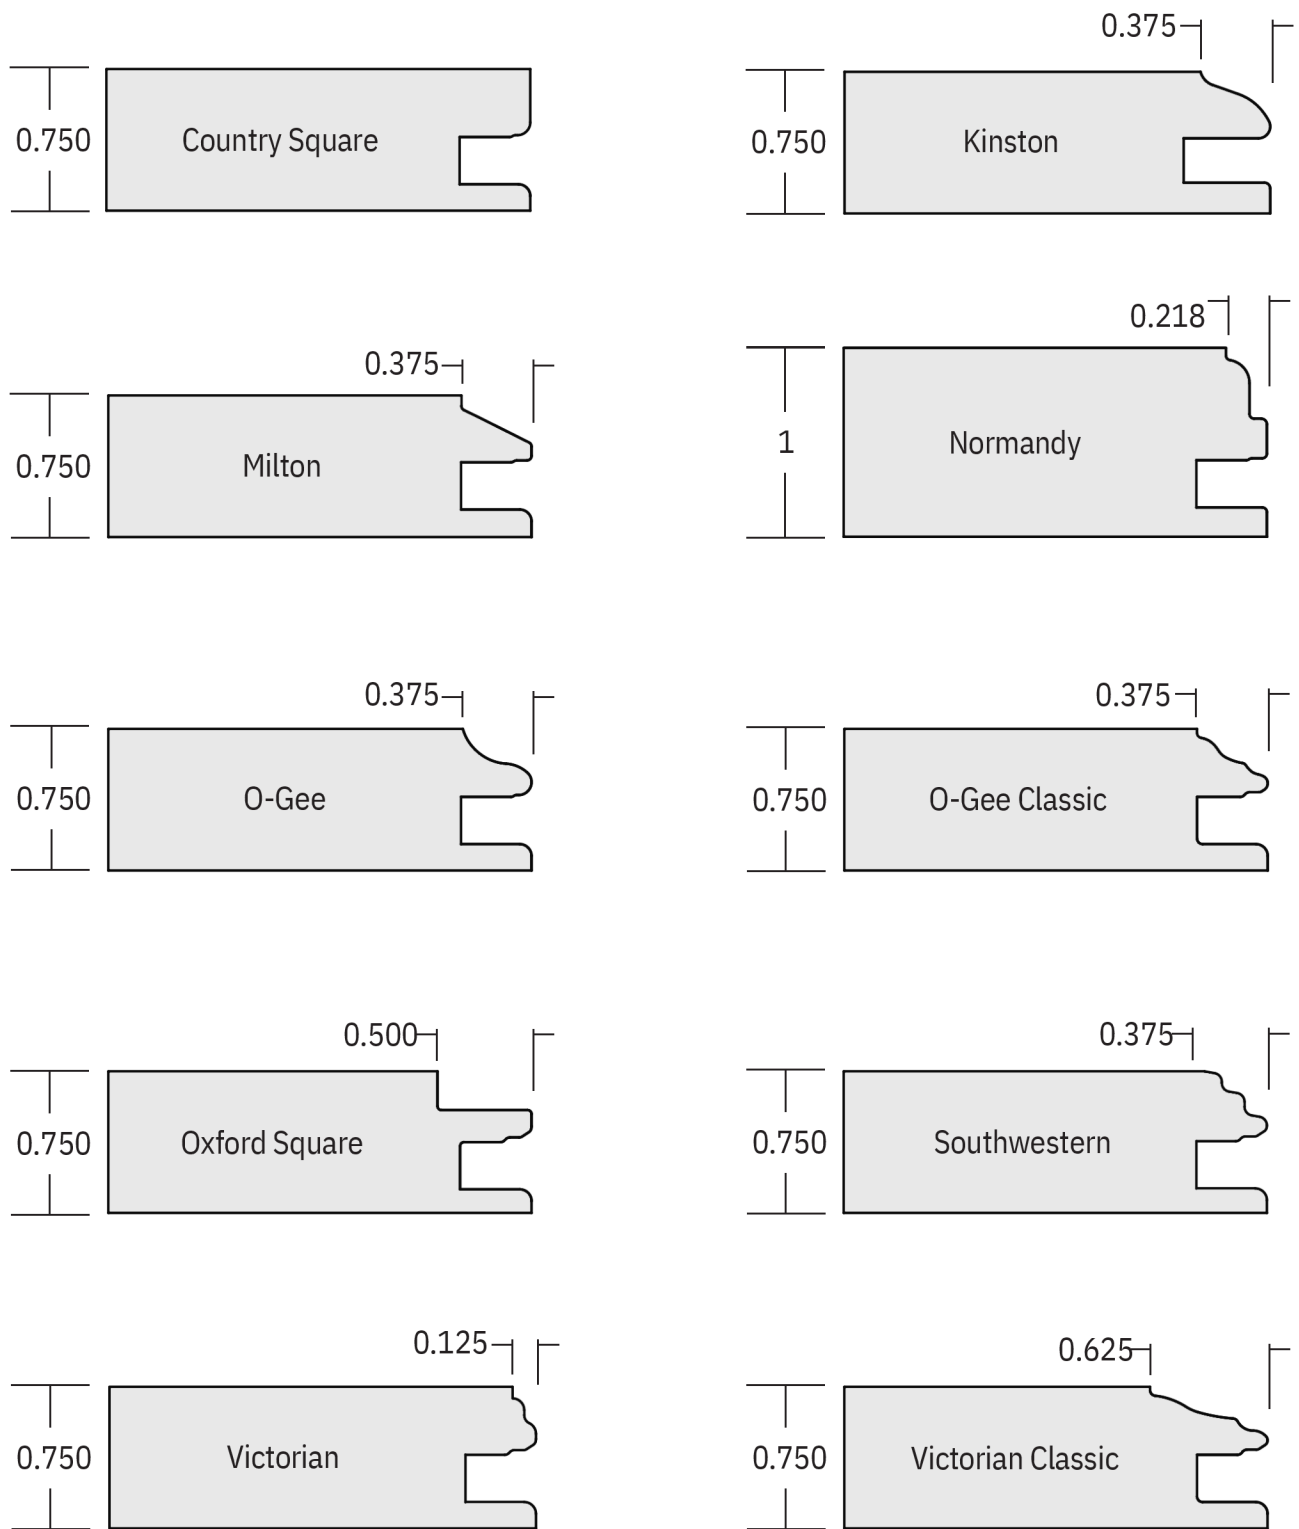 0.375
0.750
Country Square
0.750
Kinston
0.218
0.375
0.750
Milton
1
Normandy
0.375
0.375
0.750
O-Gee
0.750
O-Gee Classic
0.500
0.375
0.750
Oxford Square
0.750
Southwestern
0.125
0.625
0.750
Victorian
0.750
Victorian Classic